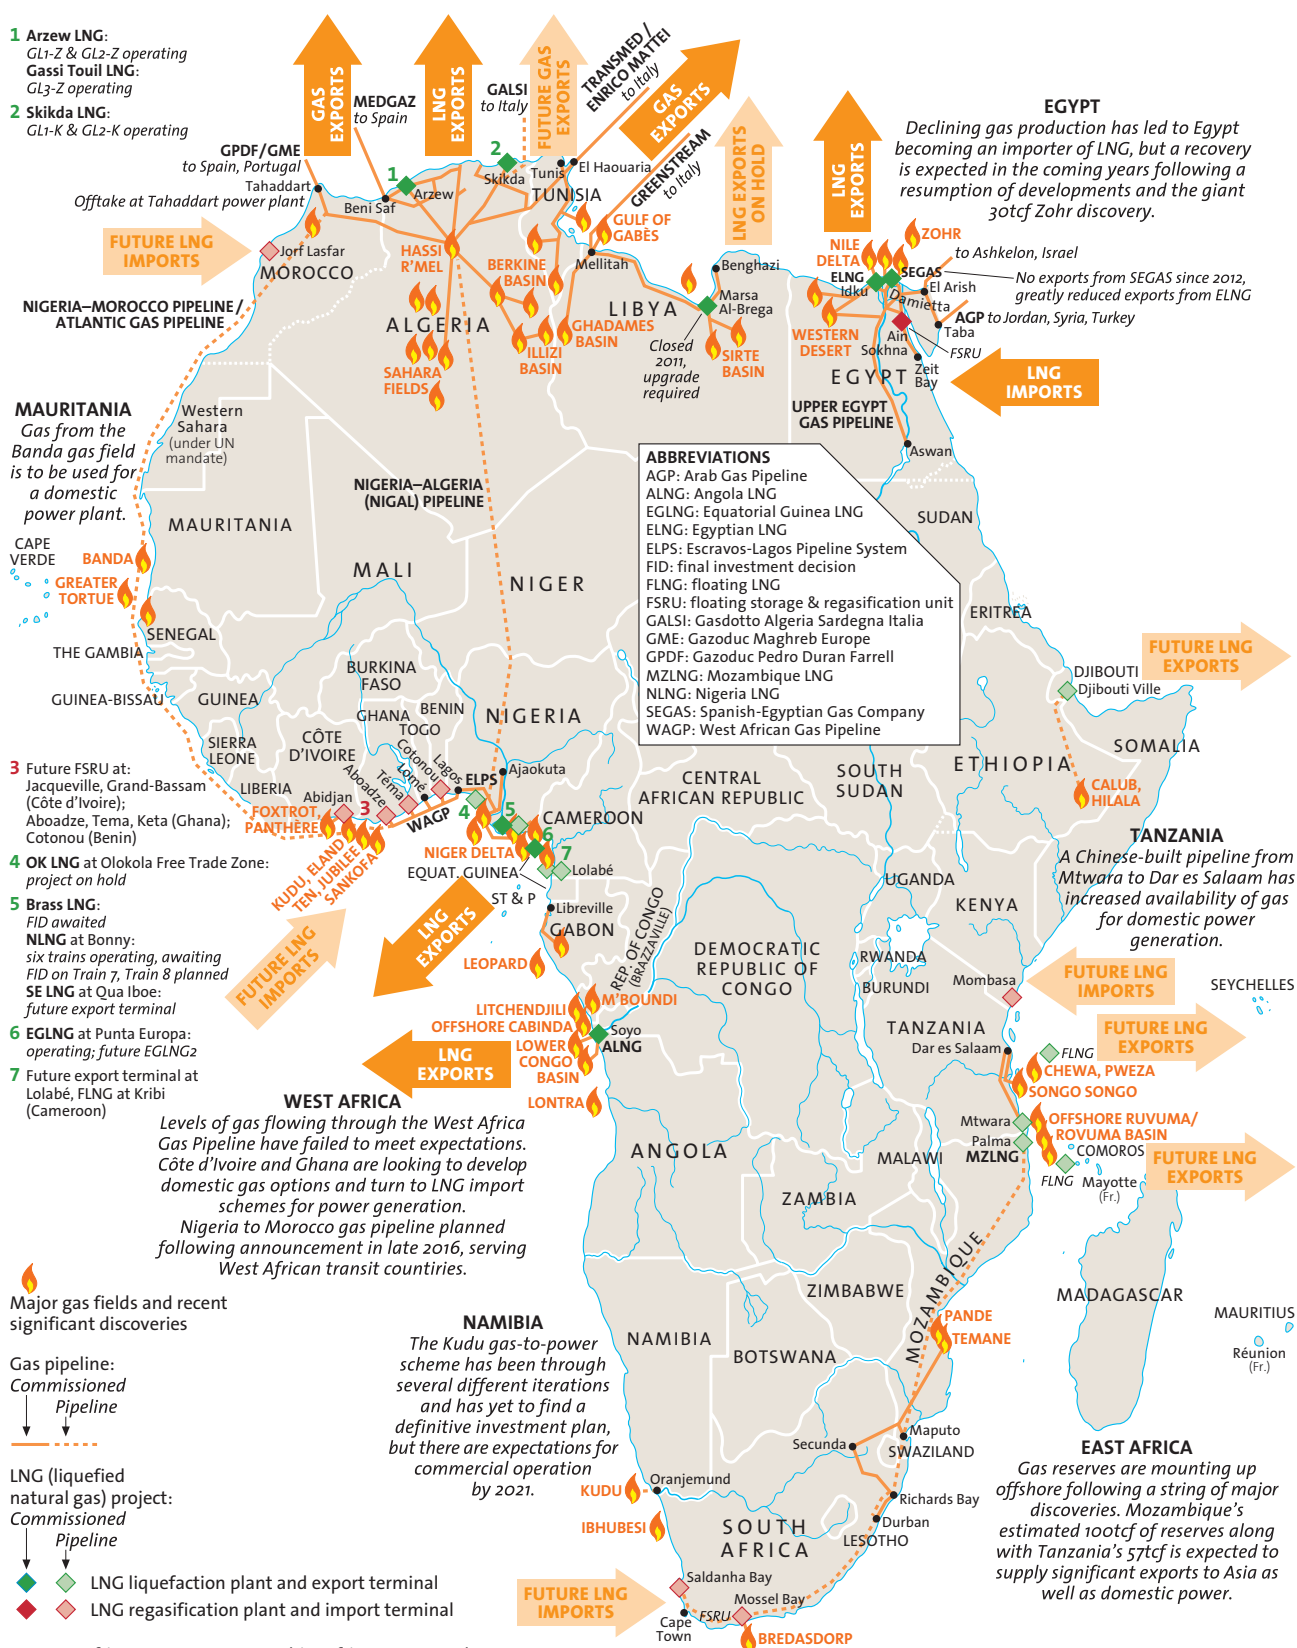 1 Arzew LNG:
GL1-Z & GL2-Z operating
Gassi Touil LNG:
GL3-Z operating
2 Skikda LNG:
GL1-K & GL2-K operating
GAS
EXPORTS
MEDGAZ
to Spain
LNG
EXPORTS
GALSI
to Italy
FUTURE GAS
EXPORTS
TRANSMED /
ENRICO MATTEI
to Italy
GAS
EXPORTS
GREENSTREAM
to Italy
LNG EXPORTS
ON HOLD
LNG
EXPORTS
EGYPT
Declining gas production has led to Egypt
becoming an importer of LNG, but a recovery
is expected in the coming years following a
resumption of developments and the giant
30tcf Zohr discovery.
GPDF/GME
to Spain, Portugal
Tahaddart
Offtake at Tahaddart power plant
1
Arzew
Beni Saf
2
Skikda
Tunis
El Haouaria
TUNISIA
GULF OF
GABÈS
Mellitah
FUTURE LNG
IMPORTS
Jorf Lasfar
MOROCCO
HASSI
R'MEL
BERKINE
BASIN
Benghazi
LIBYA
Marsa
Al-Brega
NILE
DELTA
ZOHR
to Ashkelon, Israel
ELNG
Idku
SEGAS
Damietta
El Arish
No exports from SEGAS since 2012,
greatly reduced exports from ELNG
AGP to Jordan, Syria, Turkey
Taba
Ain
Sokhna
FSRU
Zeit
Bay
WESTERN
DESERT
EGYPT
LNG
IMPORTS
NIGERIA–MOROCCO PIPELINE /
ATLANTIC GAS PIPELINE
ALGERIA
GHADAMES
BASIN
ILLIZI
BASIN
SAHARA
FIELDS
Closed
2011,
upgrade
required
SIRTE
BASIN
UPPER EGYPT
GAS PIPELINE
Aswan
MAURITANIA
Gas from the
Banda gas field
is to be used for
a domestic
power plant.
Western
Sahara
(under UN
mandate)
NIGERIA–ALGERIA
(NIGAL) PIPELINE
ABBREVIATIONS
AGP: Arab Gas Pipeline
ALNG: Angola LNG
EGLNG: Equatorial Guinea LNG
ELNG: Egyptian LNG
ELPS: Escravos-Lagos Pipeline System
FID: final investment decision
FLNG: floating LNG
FSRU: floating storage & regasification unit
GALSI: Gasdotto Algeria Sardegna Italia
GME: Gazoduc Maghreb Europe
GPDF: Gazoduc Pedro Duran Farrell
MZLNG: Mozambique LNG
NLNG: Nigeria LNG
SEGAS: Spanish-Egyptian Gas Company
WAGP: West African Gas Pipeline
MAURITANIA
CAPE
VERDE
BANDA
GREATER
TORTUE
MALI
NIGER
SUDAN
ERITREA
SENEGAL
THE GAMBIA
GUINEA-BISSAU
GUINEA
BURKINA
FASO
GHANA
BENIN
TOGO
NIGERIA
SIERRA
LEONE
CÔTE
D'IVOIRE
LIBERIA
DJIBOUTI
Djibouti Ville
FUTURE LNG
EXPORTS
SOMALIA
ETHIOPIA
SOUTH
SUDAN
CENTRAL
AFRICAN REPUBLIC
CALUB,
HILALA
3 Future FSRU at:
Jacqueville, Grand-Bassam
(Côte d'Ivoire);
Aboadze, Tema, Keta (Ghana);
Cotonou (Benin)
4 OK LNG at Olokola Free Trade Zone:
project on hold
5 Brass LNG:
FID awaited
NLNG at Bonny:
six trains operating, awaiting
FID on Train 7, Train 8 planned
SE LNG at Qua Iboe:
future export terminal
6 EGLNG at Punta Europa:
operating; future EGLNG2
7 Future export terminal at
Lolabé, FLNG at Kribi
(Cameroon)
Abidjan
3
Aboadze
Téma
Lomé
Cotonou
Lagos
ELPS
Ajaokuta
WAGP
4
5
6
7
CAMEROON
FOXTROT,
PANTHÈRE
KUDU, ELAND
TEN, JUBILEE
SANKOFA
NIGER DELTA
EQUAT. GUINEA
Lolabé
ST & P
Libreville
GABON
FUTURE LNG
IMPORTS
LNG
EXPORTS
REP. OF CONGO
(BRAZZAVILLE)
LEOPARD
M'BOUNDI
LITCHENDJILI
OFFSHORE CABINDA
Soyo
ALNG
LOWER
CONGO
BASIN
LNG
EXPORTS
LONTRA
DEMOCRATIC
REPUBLIC OF
CONGO
UGANDA
KENYA
RWANDA
BURUNDI
TANZANIA
A Chinese-built pipeline from
Mtwara to Dar es Salaam has
increased availability of gas
for domestic power
generation.
Mombasa
FUTURE LNG
IMPORTS
SEYCHELLES
TANZANIA
Dar es Salaam
FLNG
FUTURE LNG
EXPORTS
CHEWA, PWEZA
SONGO SONGO
Mtwara
OFFSHORE RUVUMA/
ROVUMA BASIN
Palma
MZLNG
FLNG
COMOROS
Mayotte
(Fr.)
FUTURE LNG
EXPORTS
WEST AFRICA
Levels of gas flowing through the West Africa
Gas Pipeline have failed to meet expectations.
Côte d'Ivoire and Ghana are looking to develop
domestic gas options and turn to LNG import
schemes for power generation.
Nigeria to Morocco gas pipeline planned
following announcement in late 2016, serving
West African transit countiries.
ANGOLA
ZAMBIA
MALAWI
ZIMBABWE
MOZAMBIQUE
MADAGASCAR
MAURITIUS
Réunion
(Fr.)
NAMIBIA
BOTSWANA
PANDE
TEMANE
Major gas fields and recent
significant discoveries
Gas pipeline:
Commissioned
Pipeline
LNG (liquefied
natural gas) project:
Commissioned
Pipeline
LNG liquefaction plant and export terminal
LNG regasification plant and import terminal
NAMIBIA
The Kudu gas-to-power
scheme has been through
several different iterations
and has yet to find a
definitive investment plan,
but there are expectations for
commercial operation
by 2021.
Secunda
Maputo
SWAZILAND
Richards Bay
Durban
LESOTHO
KUDU
Oranjemund
IBHUBESI
SOUTH
AFRICA
Saldanha Bay
FUTURE LNG
IMPORTS
Cape
Town
FSRU
Mossel Bay
BREDASDORP
EAST AFRICA
Gas reserves are mounting up
offshore following a string of major
discoveries. Mozambique's
estimated 100tcf of reserves along
with Tanzania's 57tcf is expected to
supply significant exports to Asia as
well as domestic power.